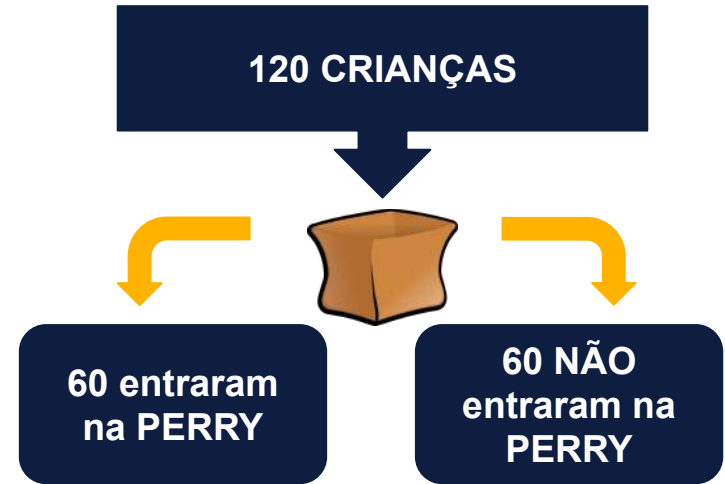 120 CRIANÇAS
60 entraram
na PERRY
60 NÃO
entraram na
PERRY